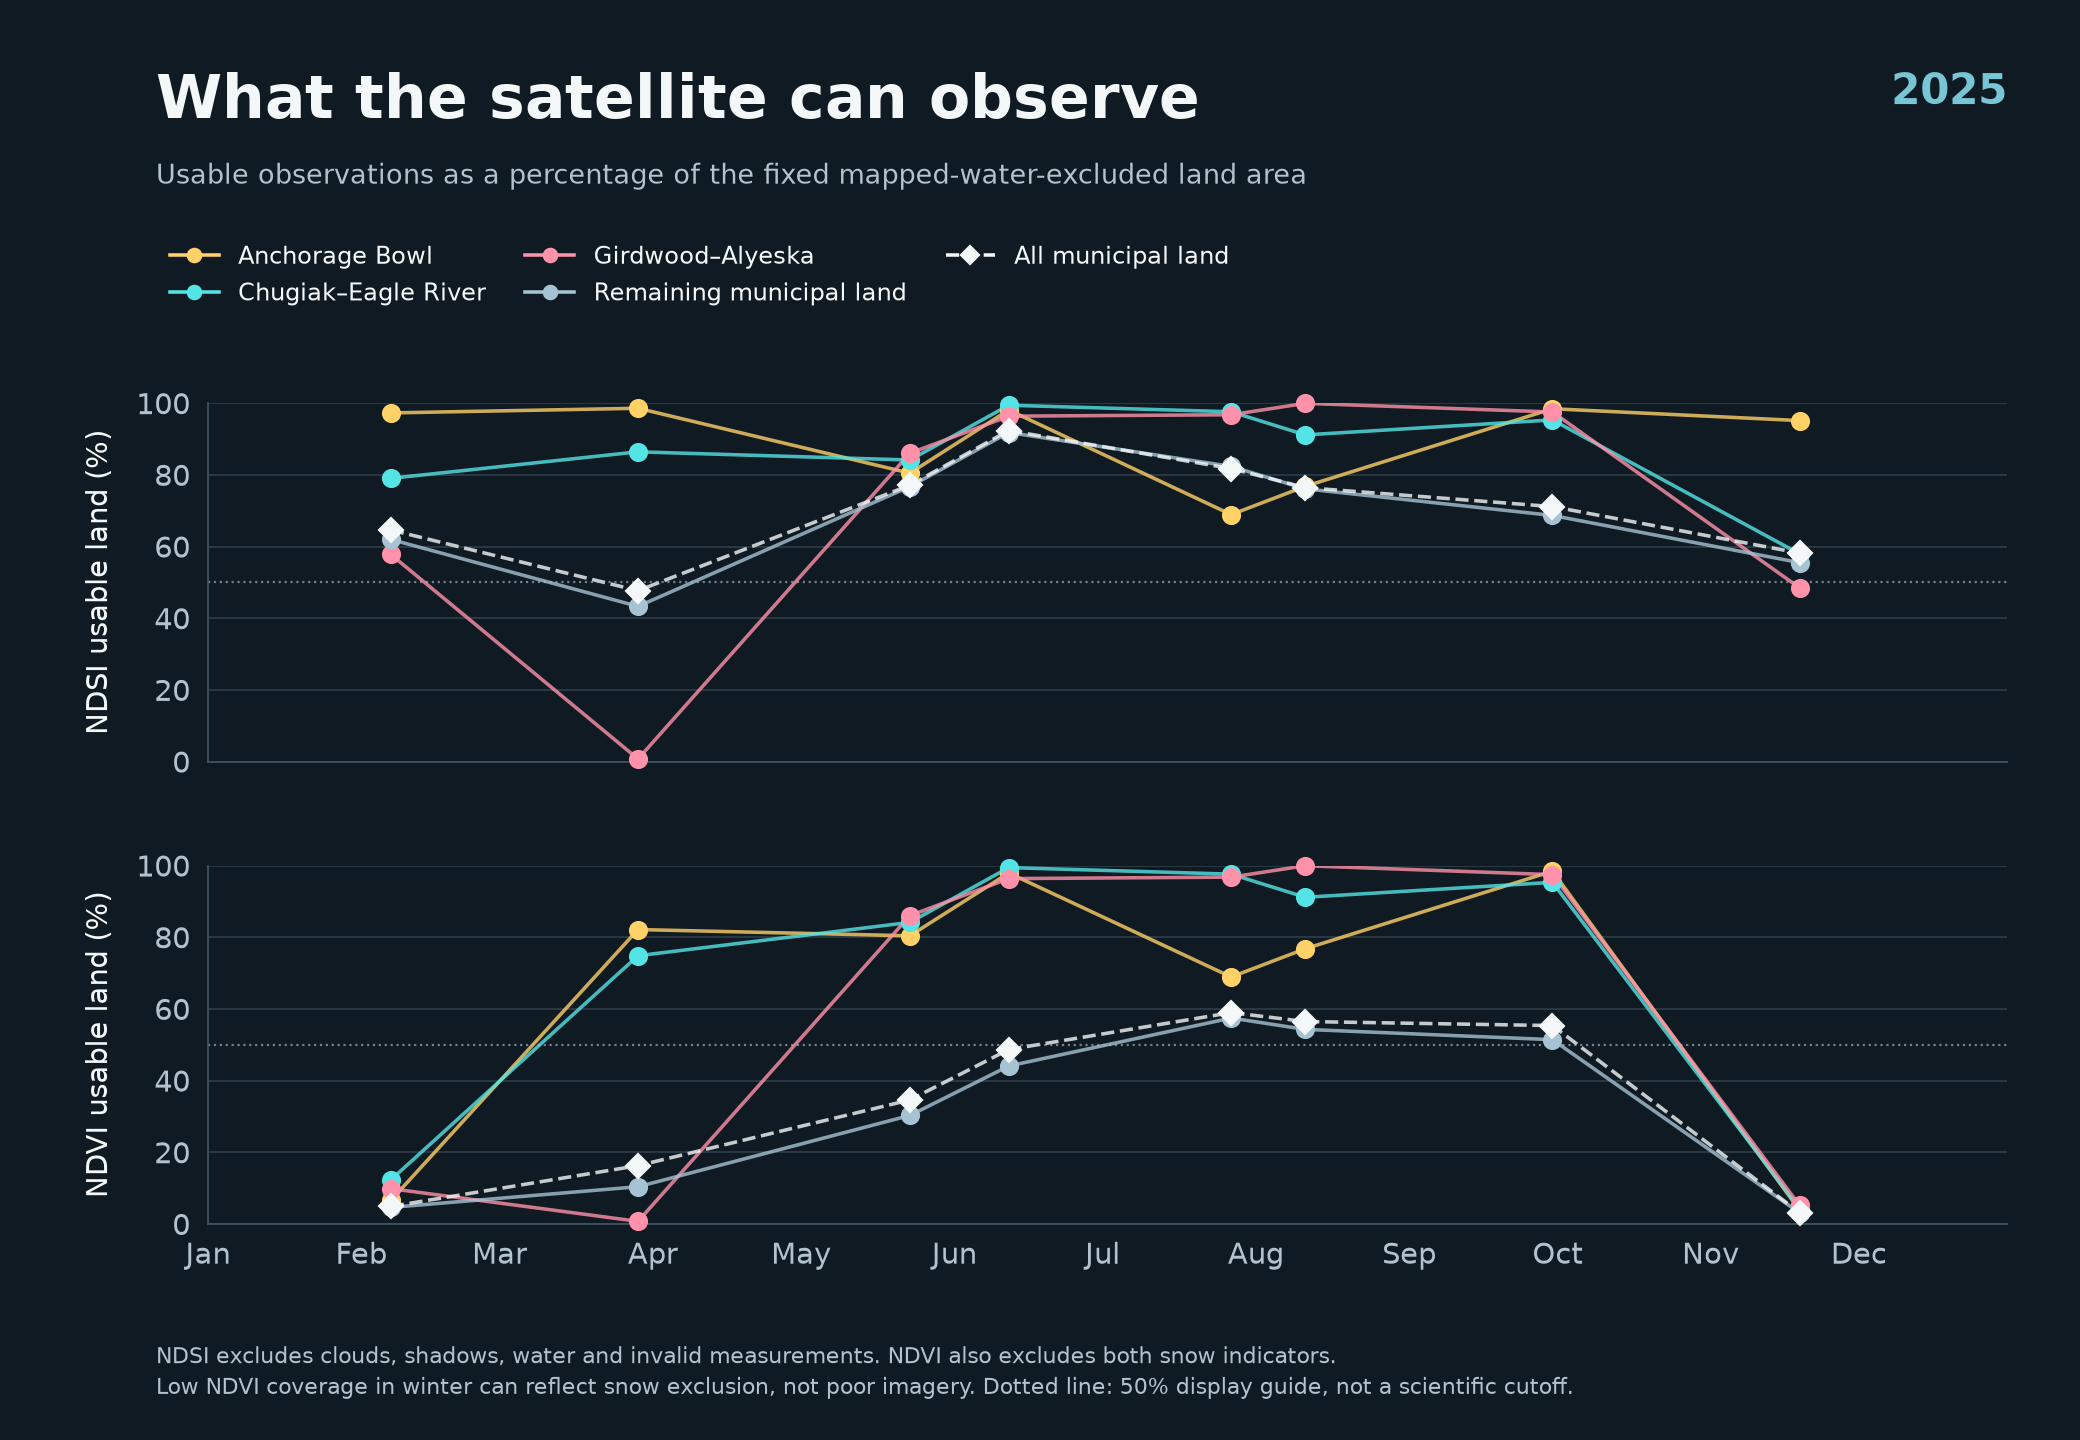 What the satellite can observe
2025
Usable observations as a percentage of the fixed mapped-water-excluded land area
Anchorage Bowl
Girdwood–Alyeska
All municipal land
Chugiak–Eagle River
Remaining municipal land
NDSI usable land (%)
100
80
60
40
20
0
NDVI usable land (%)
100
80
60
40
20
0
Jan Feb Mar Apr May Jun Jul Aug Sep Oct Nov Dec
NDSI excludes clouds, shadows, water and invalid measurements. NDVI also excludes both snow indicators.
Low NDVI coverage in winter can reflect snow exclusion, not poor imagery. Dotted line: 50% display guide, not a scientific cutoff.